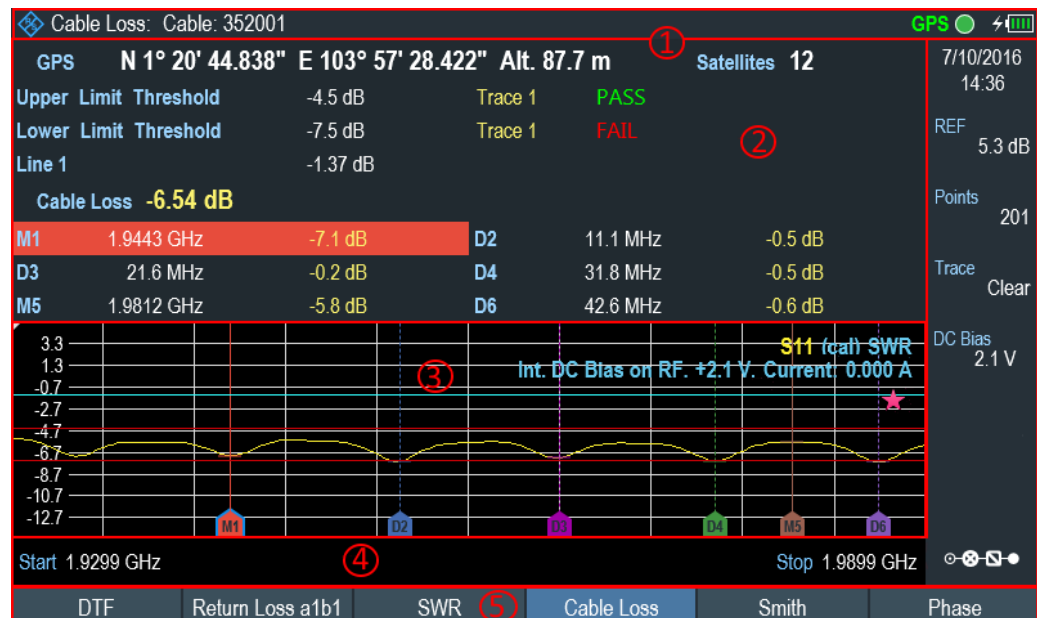 Cable Loss: Cable: 352001 GPS
①
GPS N 1° 20' 44.838" E 103° 57' 28.422" Alt. 87.7 m Satellites 12
7/10/2016
14:36
Upper Limit Threshold -4.5 dB Trace 1 PASS
Lower Limit Threshold -7.5 dB Trace 1 FAIL
②
Line 1 -1.37 dB
Cable Loss -6.54 dB
M1 1.9443 GHz -7.1 dB D2 11.1 MHz -0.5 dB
D3 21.6 MHz -0.2 dB D4 31.8 MHz -0.5 dB
M5 1.9812 GHz -5.8 dB D6 42.6 MHz -0.6 dB
REF
5.3 dB
Points
201
Trace
Clear
DC Bias
2.1 V
S11 (cal) SWR
Int. DC Bias on RF. +2.1 V. Current: 0.000 A
③
3.3
1.3
-0.7
-2.7
-4.7
-6.7
-8.7
-10.7
-12.7
M1 D2 D3 D4 M5 D6
Start 1.9299 GHz ④ Stop 1.9899 GHz
DTF Return Loss a1b1 SWR ⑤ Cable Loss Smith Phase